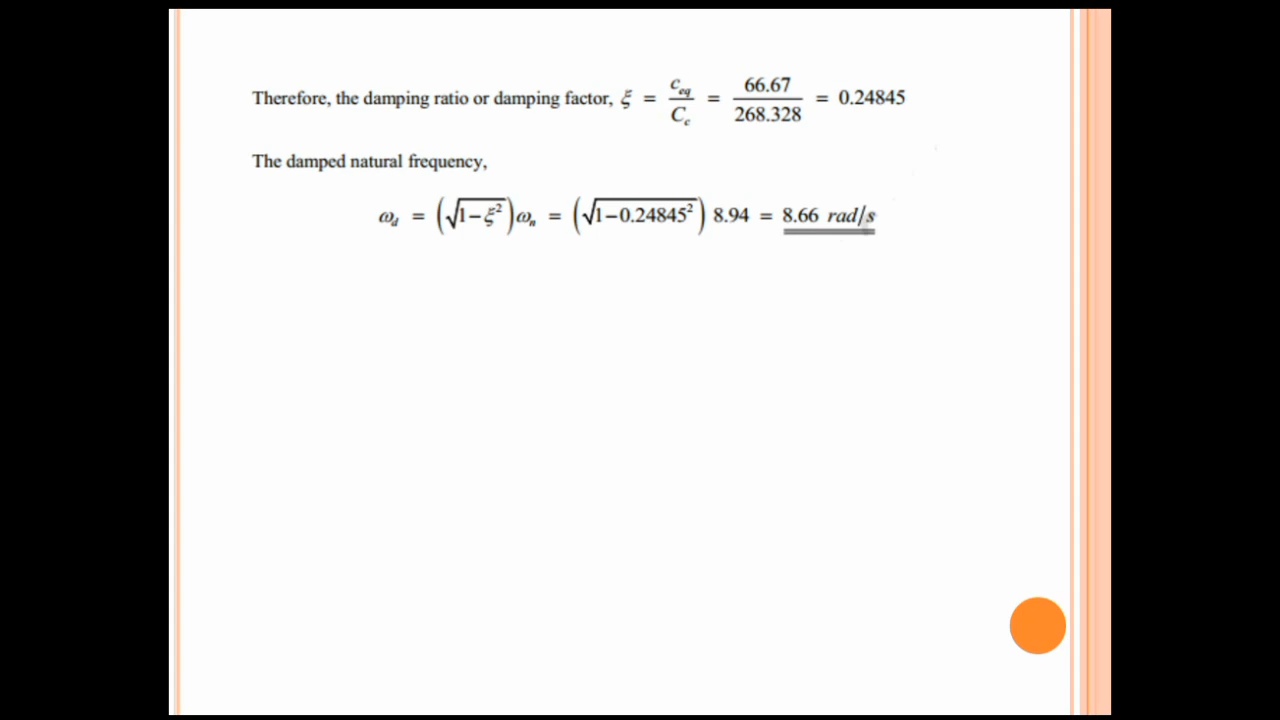 Therefore, the damping ratio or damping factor, ξ = c_eq / C_c = 66.67 / 268.328 = 0.24845
The damped natural frequency,
ω_d = (√1−ξ²) ω_n = (√1−0.24845²) 8.94 = 8.66 rad/s